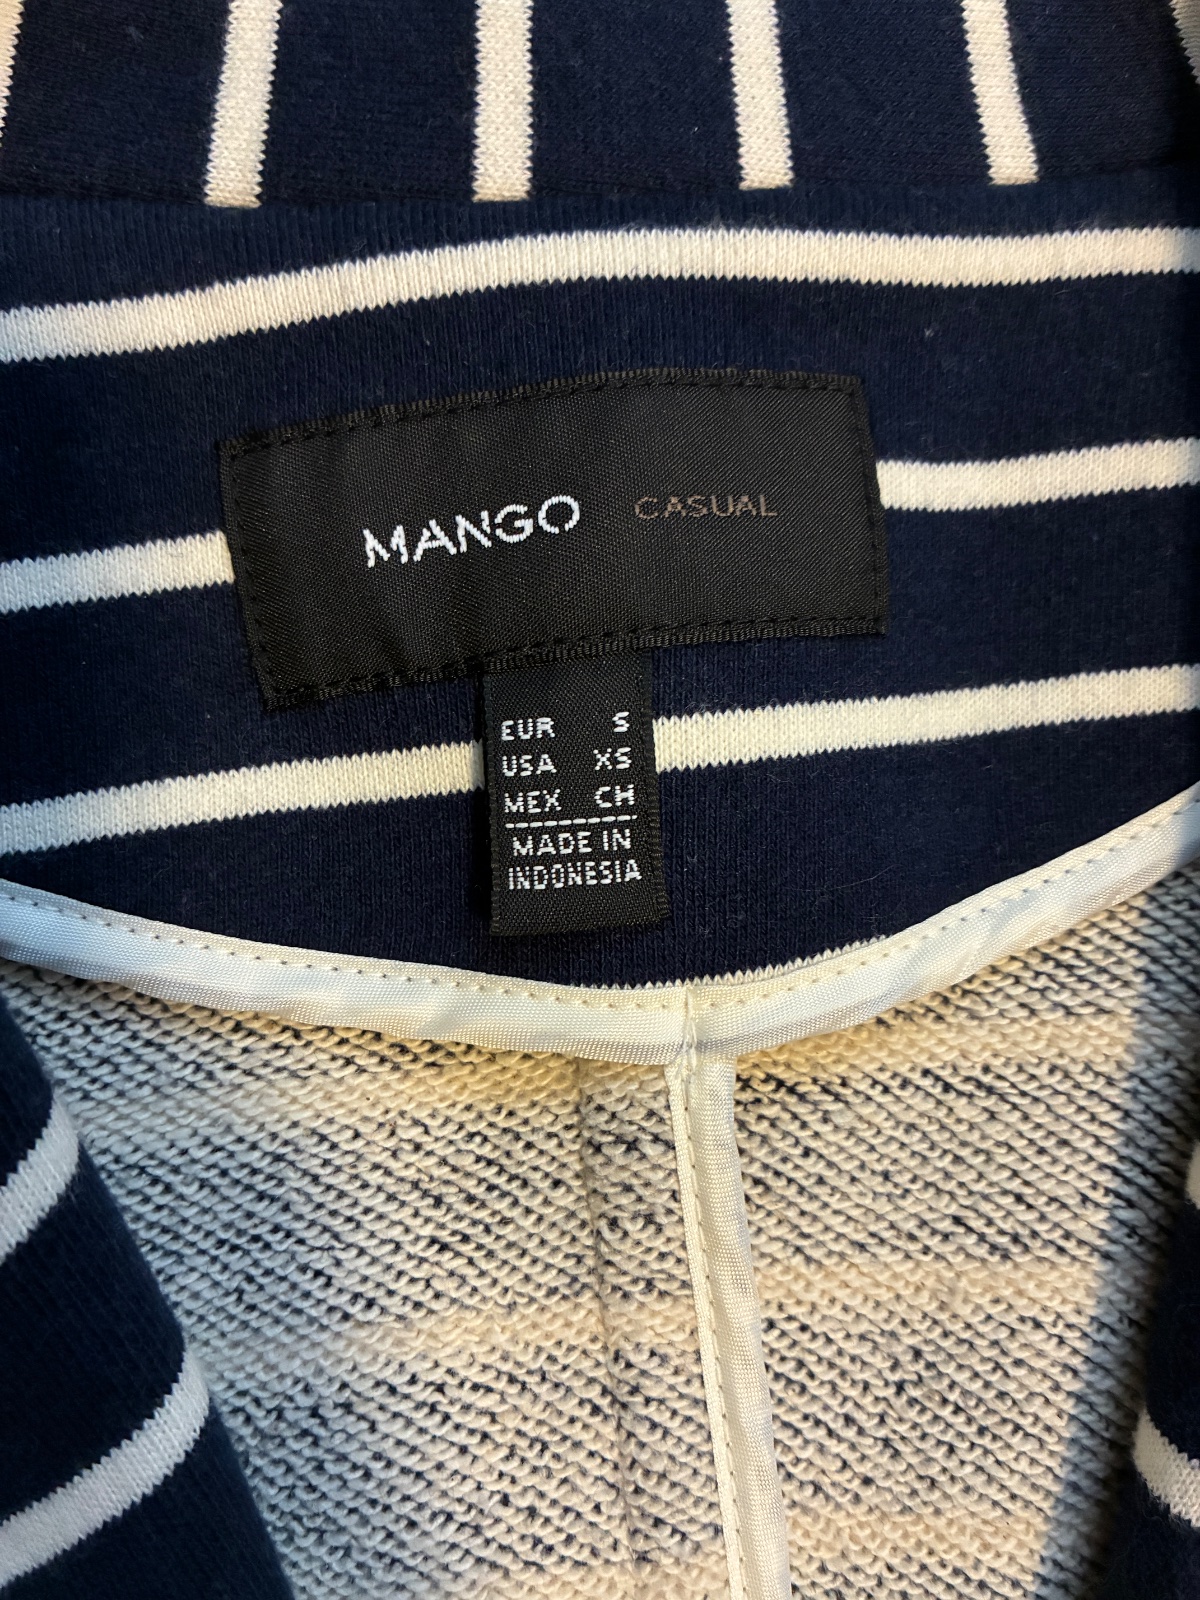 MANGO CASUAL
EUR S
USA XS
MEX CH
MADE IN
INDONESIA